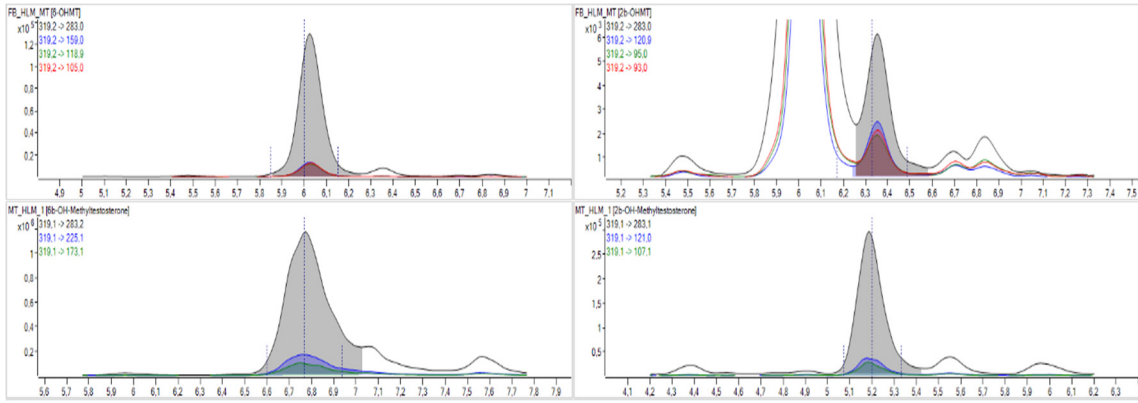 FB_HLM_MT [6-OHMT]
x10⁵
319,2 -> 283,0
319,2 -> 159,0
319,2 -> 118,9
319,2 -> 105,0
1,2
1
0,8
0,6
0,4
0,2
4,9 5 5,1 5,2 5,3 5,4 5,5 5,6 5,7 5,8 5,9 6 6,1 6,2 6,3 6,4 6,5 6,6 6,7 6,8 6,9 7 7,1
FB_HLM_MT [2b-OHMT]
x10³
319,2 -> 283,0
319,2 -> 120,9
319,2 -> 95,0
319,2 -> 93,0
6
5
4
3
2
1
5,2 5,3 5,4 5,5 5,6 5,7 5,8 5,9 6 6,1 6,2 6,3 6,4 6,5 6,6 6,7 6,8 6,9 7 7,1 7,2 7,3 7,4 7,5
MT_HLM_1 [6b-OH-Methyltestosterone]
x10⁶
319,1 -> 283,2
319,1 -> 225,1
319,1 -> 173,1
1
0,8
0,6
0,4
0,2
5,6 5,7 5,8 5,9 6 6,1 6,2 6,3 6,4 6,5 6,6 6,7 6,8 6,9 7 7,1 7,2 7,3 7,4 7,5 7,6 7,7 7,8 7,9
MT_HLM_1 [2b-OH-Methyltestosterone]
x10⁵
319,1 -> 283,1
319,1 -> 121,0
319,1 -> 107,1
2,5
2
1,5
1
0,5
4,1 4,2 4,3 4,4 4,5 4,6 4,7 4,8 4,9 5 5,1 5,2 5,3 5,4 5,5 5,6 5,7 5,8 5,9 6 6,1 6,2 6,3